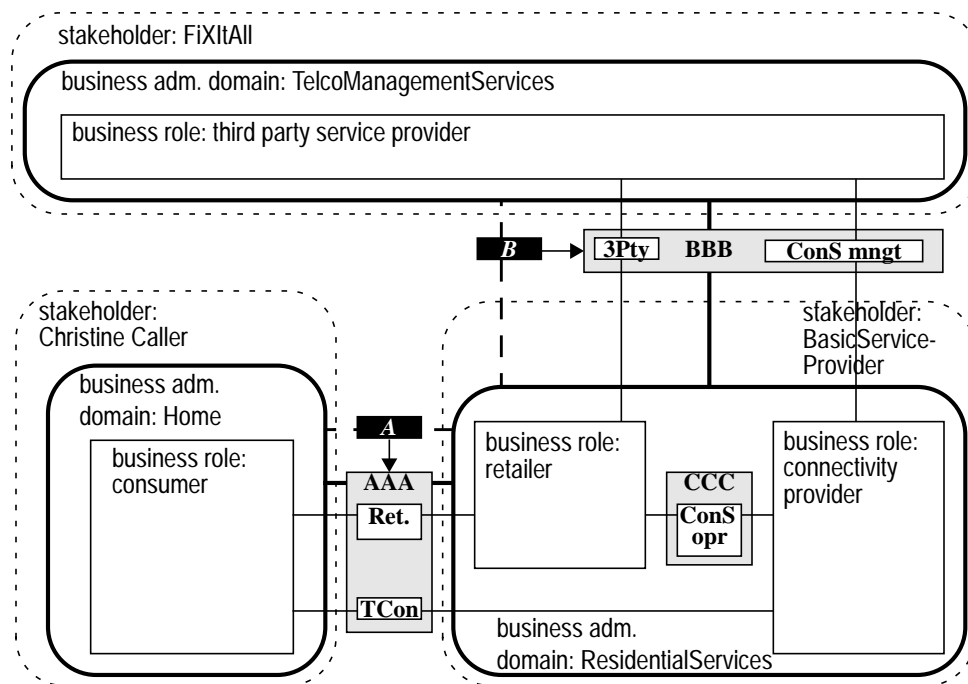 stakeholder: FiXItAll
business adm. domain: TelcoManagementServices
business role: third party service provider
B
3Pty
BBB
ConS mngt
stakeholder:
Christine Caller
stakeholder:
BasicService-
Provider
business adm.
domain: Home
business role:
consumer
A
AAA
Ret.
TCon
business role:
retailer
CCC
ConS
opr
business role:
connectivity
provider
business adm.
domain: ResidentialServices